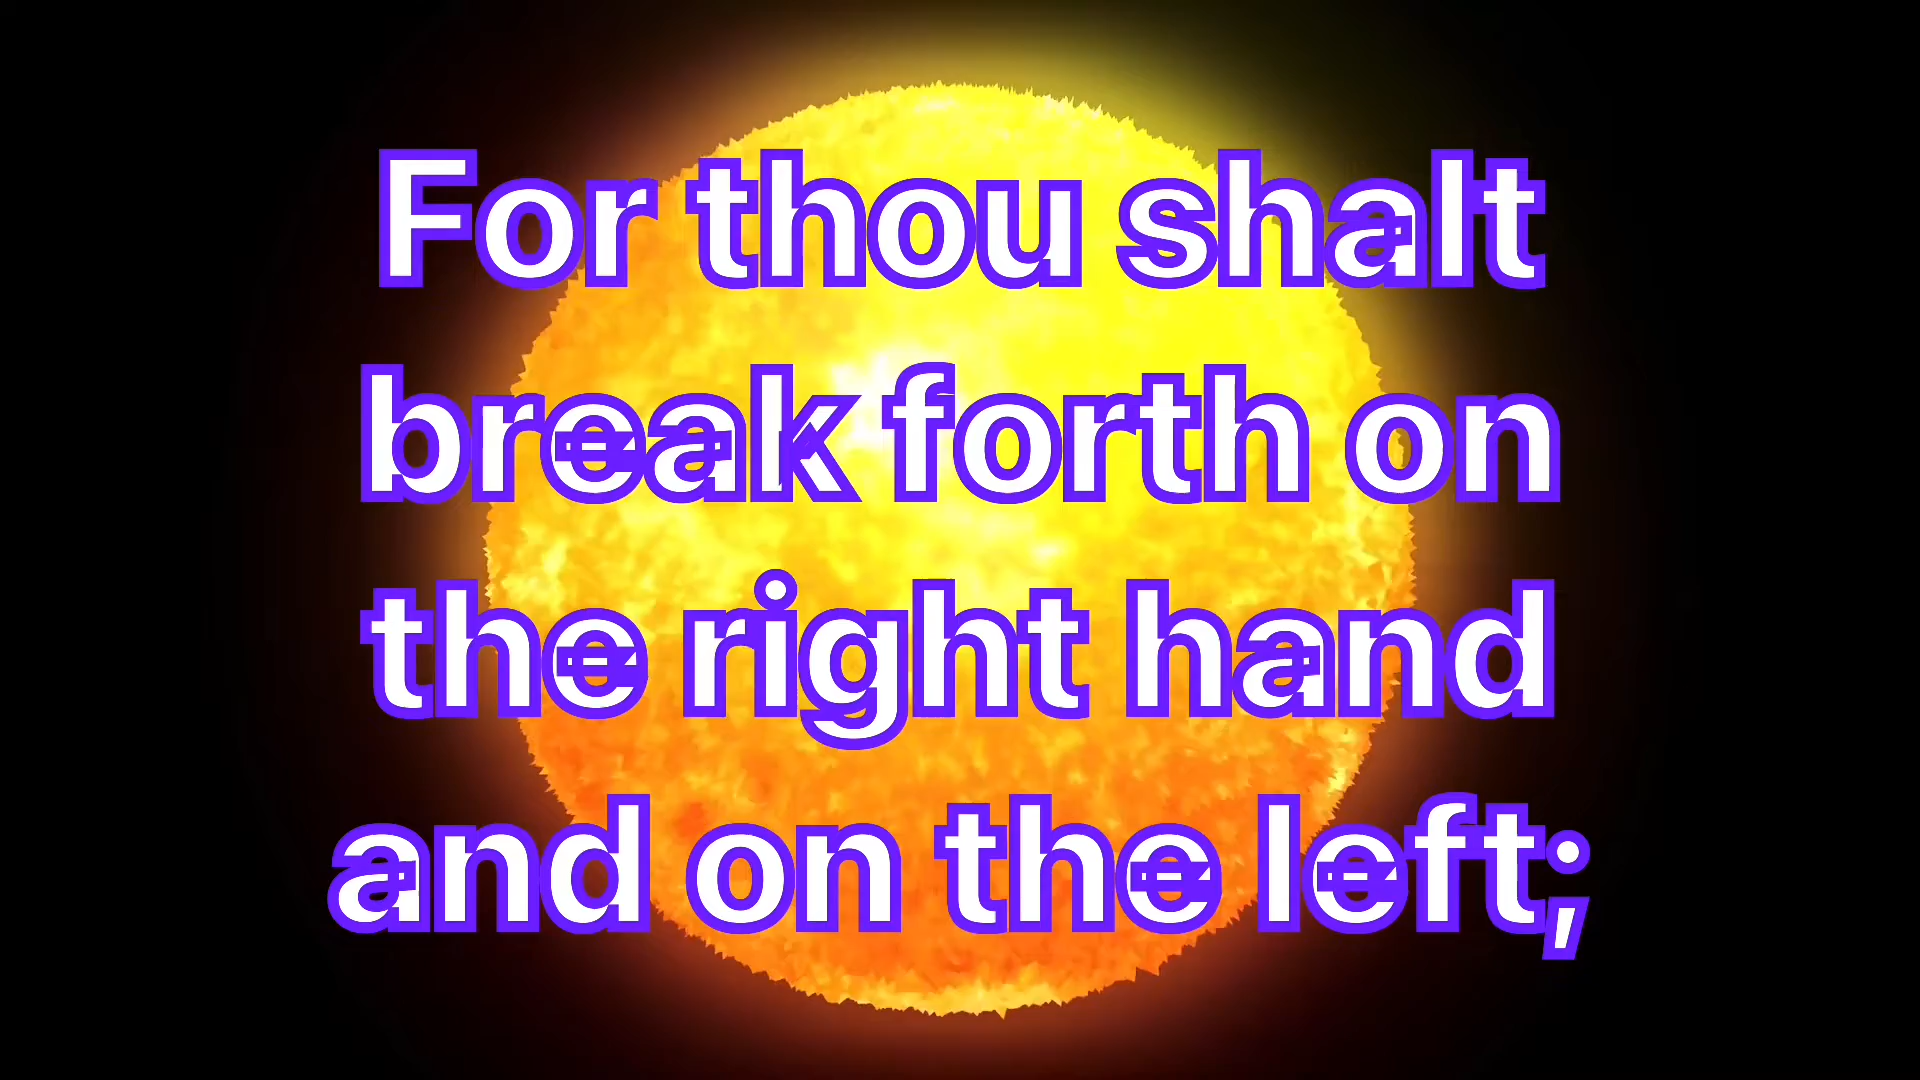 For thou shalt
break forth on
the right hand
and on the left;